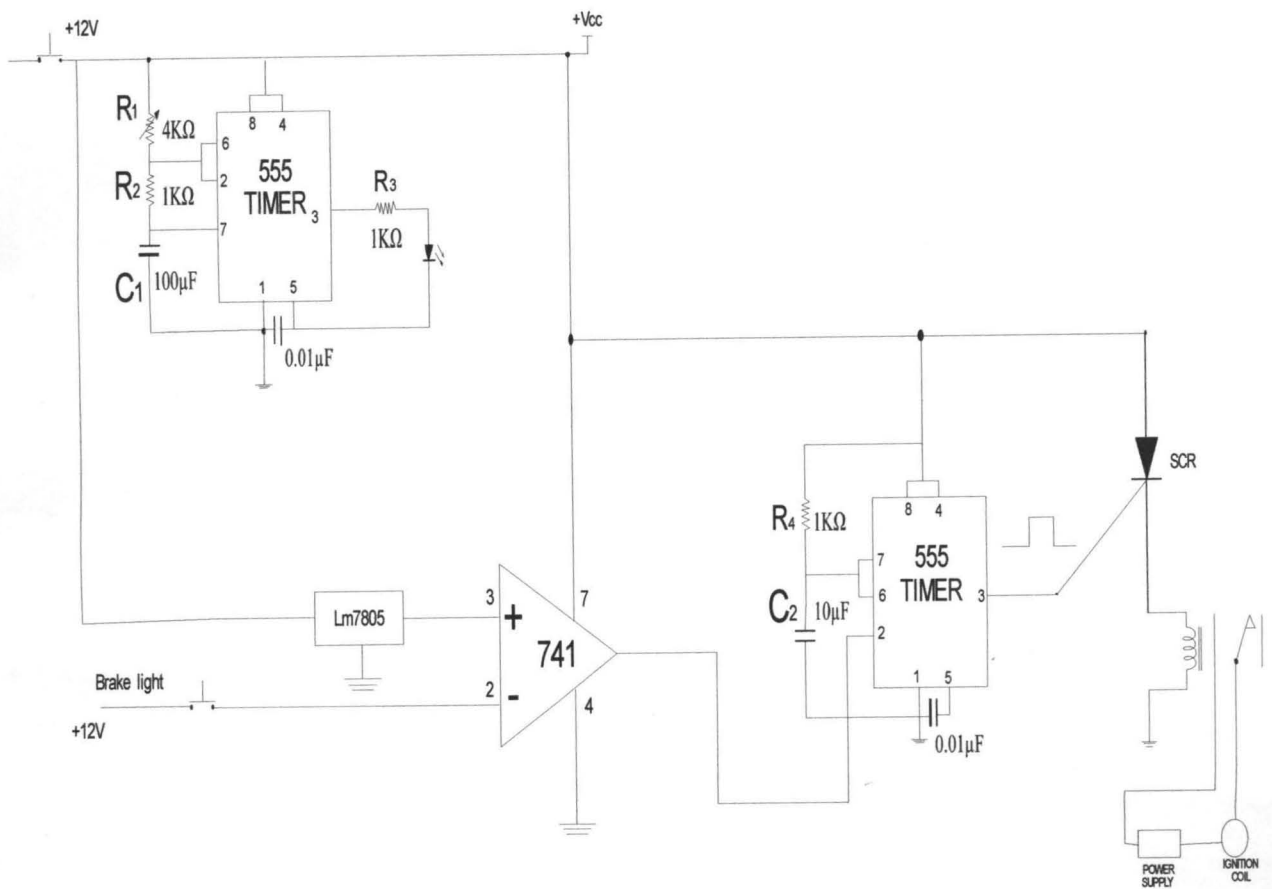 +12V
+Vcc
R1
4KΩ
8
4
6
555
TIMER
2
R2
1KΩ
3
R3
1KΩ
7
C1
100µF
1
5
0.01µF
SCR
R4
1KΩ
8
4
555
TIMER
7
6
3
C2
10µF
2
1
5
0.01µF
Lm7805
3
+
7
741
2
-
4
Brake light
+12V
POWER
SUPPLY
IGNITION
COIL